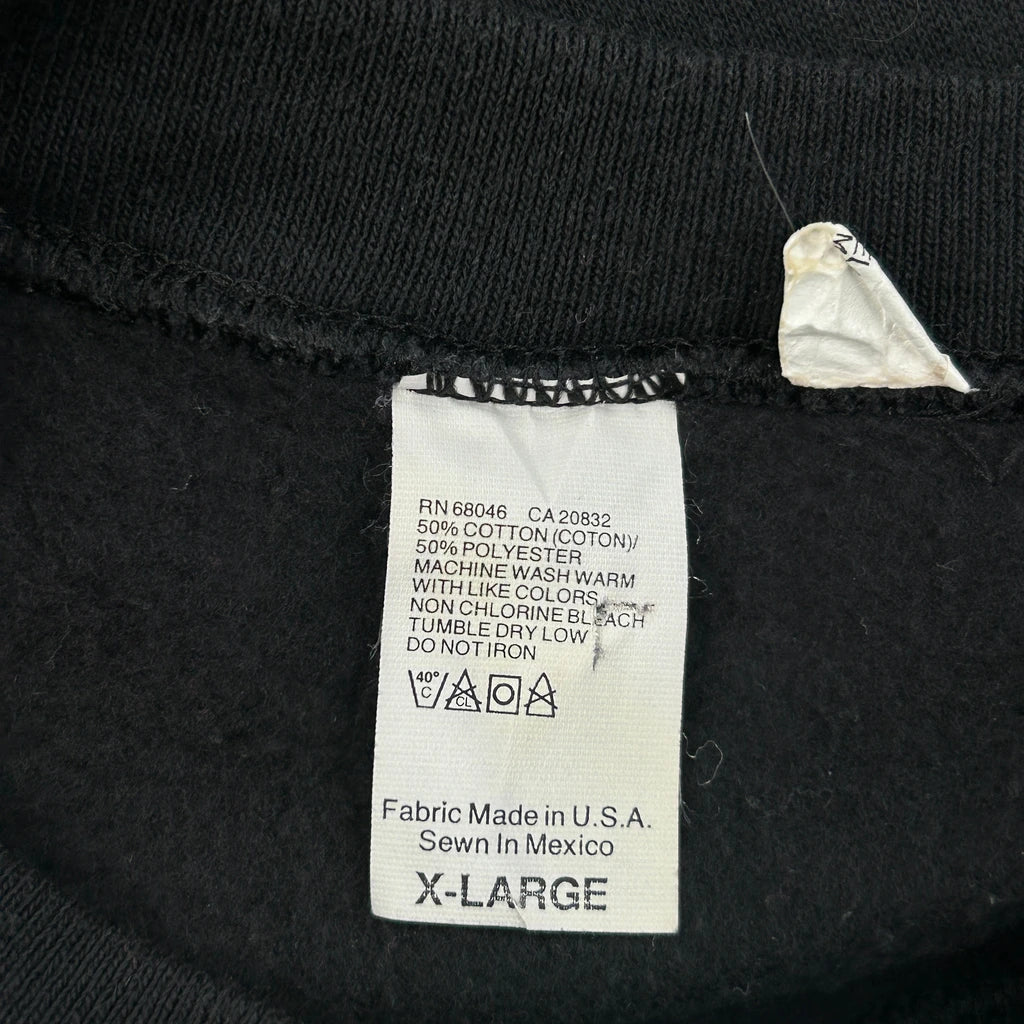 RN 68046 CA 20832
50% COTTON (COTON)/
50% POLYESTER
MACHINE WASH WARM
WITH LIKE COLORS
NON CHLORINE BLEACH
TUMBLE DRY LOW
DO NOT IRON
40°
C CL
Fabric Made in U.S.A.
Sewn In Mexico
X-LARGE